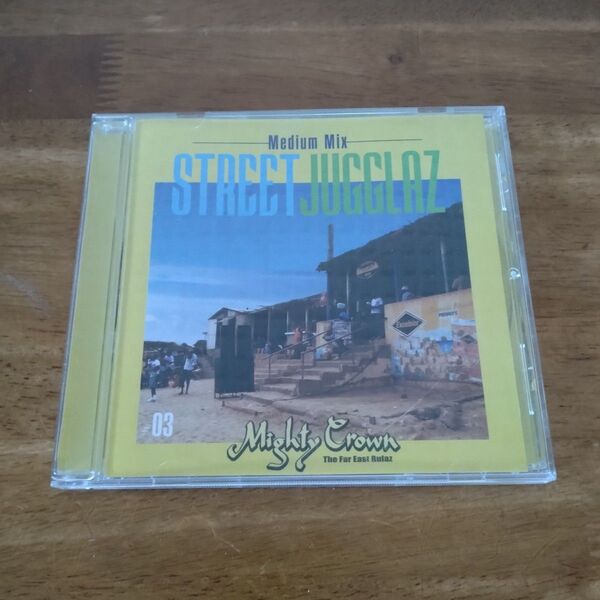 Medium Mix
STREET JUGGLAZ
03
Mighty Crown
The Far East Rulaz